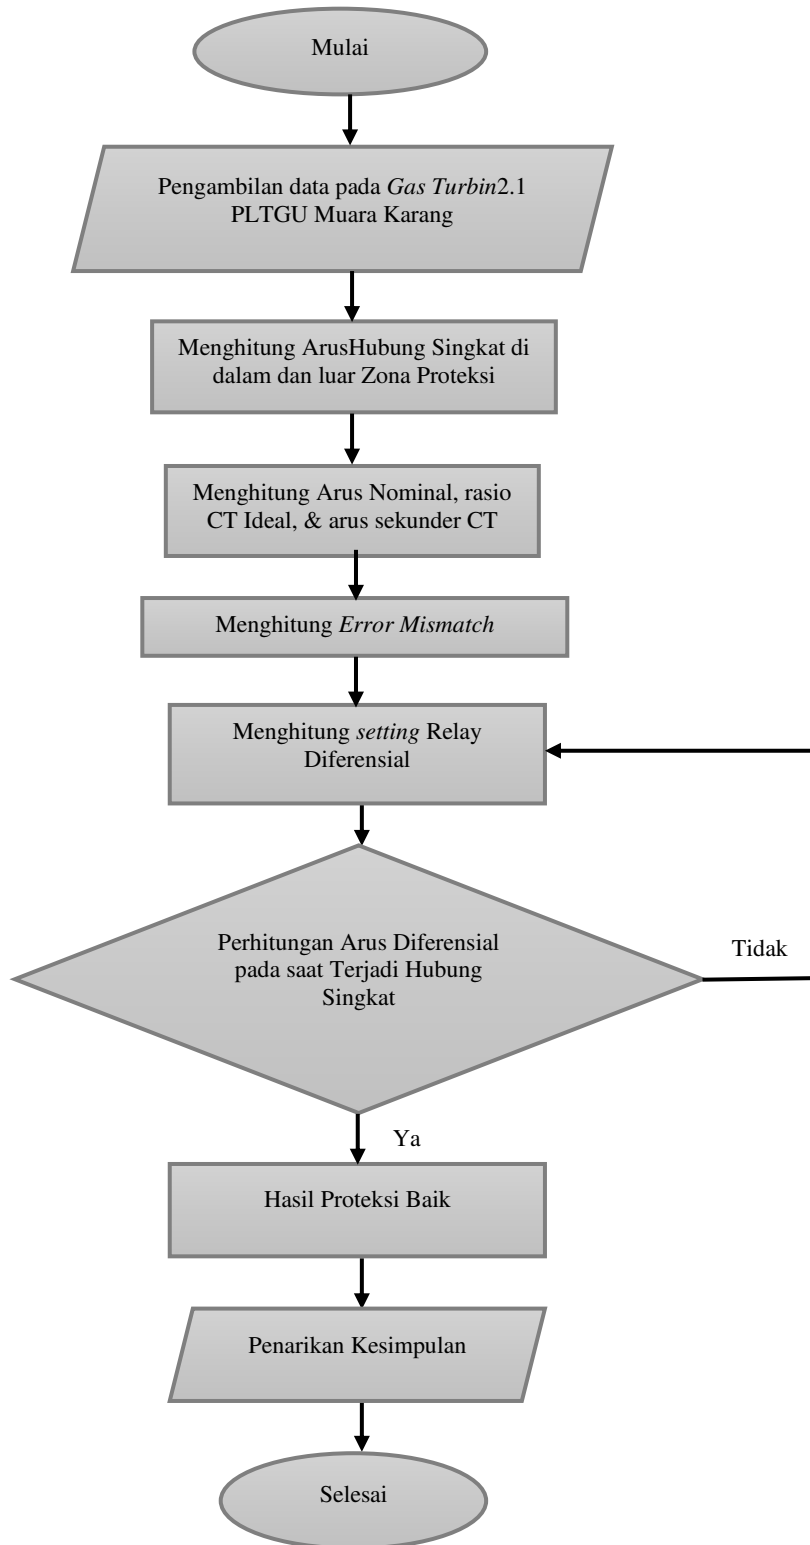 Mulai
Pengambilan data pada Gas Turbin2.1
PLTGU Muara Karang
Menghitung ArusHubung Singkat di
dalam dan luar Zona Proteksi
Menghitung Arus Nominal, rasio
CT Ideal, & arus sekunder CT
Menghitung Error Mismatch
Menghitung setting Relay
Diferensial
Perhitungan Arus Diferensial
pada saat Terjadi Hubung
Singkat
Tidak
Ya
Hasil Proteksi Baik
Penarikan Kesimpulan
Selesai